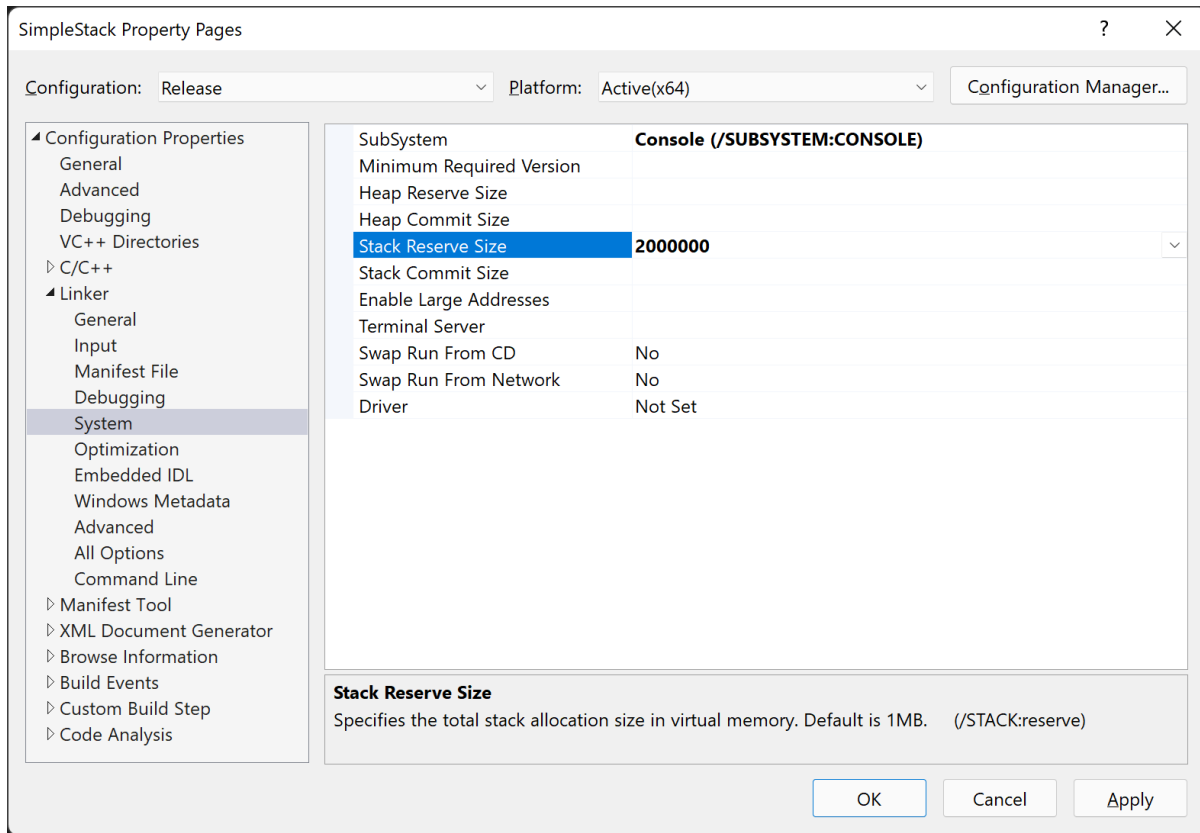 SimpleStack Property Pages ?
Configuration: Release Platform: Active(x64) Configuration Manager...
Configuration Properties
General
Advanced
Debugging
VC++ Directories
C/C++
Linker
General
Input
Manifest File
Debugging
System
Optimization
Embedded IDL
Windows Metadata
Advanced
All Options
Command Line
Manifest Tool
XML Document Generator
Browse Information
Build Events
Custom Build Step
Code Analysis
SubSystem Console (/SUBSYSTEM:CONSOLE)
Minimum Required Version
Heap Reserve Size
Heap Commit Size
Stack Reserve Size 2000000
Stack Commit Size
Enable Large Addresses
Terminal Server
Swap Run From CD No
Swap Run From Network No
Driver Not Set
Stack Reserve Size
Specifies the total stack allocation size in virtual memory. Default is 1MB. (/STACK:reserve)
OK Cancel Apply